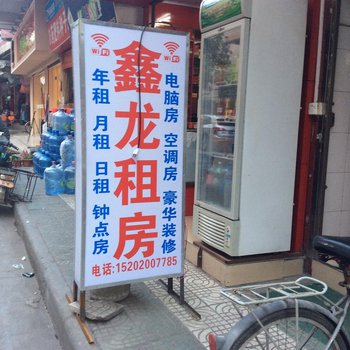 WiFi
WiFi
鑫龙租房
年租 月租 日租 钟点房
电脑房 空调房 豪华装修
电话:15202007785